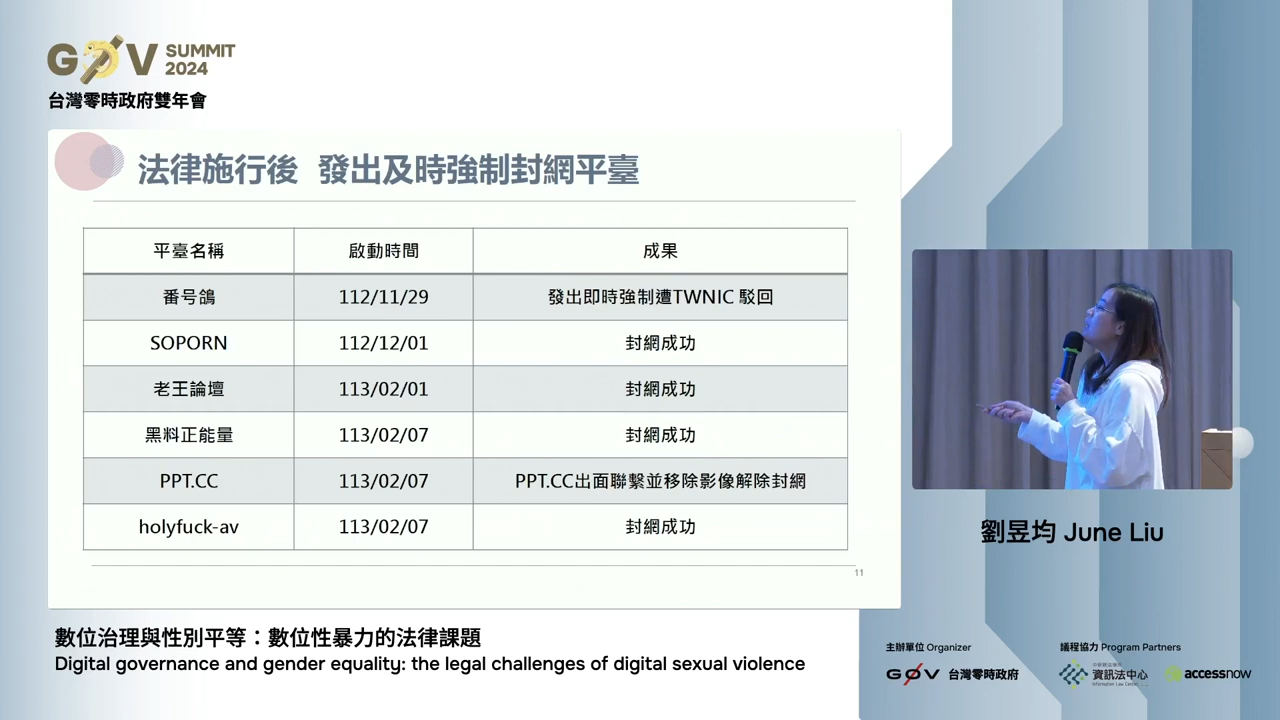 G0V SUMMIT 2024
台灣零時政府雙年會
法律施行後 發出及時強制封網平臺
平臺名稱 啟動時間 成果
番号鴿 112/11/29 發出即時強制遭TWNIC 駁回
SOPORN 112/12/01 封網成功
老王論壇 113/02/01 封網成功
黑料正能量 113/02/07 封網成功
PPT.CC 113/02/07 PPT.CC出面聯繫並移除影像解除封網
holyfuck-av 113/02/07 封網成功
11
劉昱均 June Liu
數位治理與性別平等：數位性暴力的法律課題
Digital governance and gender equality: the legal challenges of digital sexual violence
主辦單位 Organizer
G0V 台灣零時政府
議程協力 Program Partners
資訊法中心
Information Law Center
accessnow